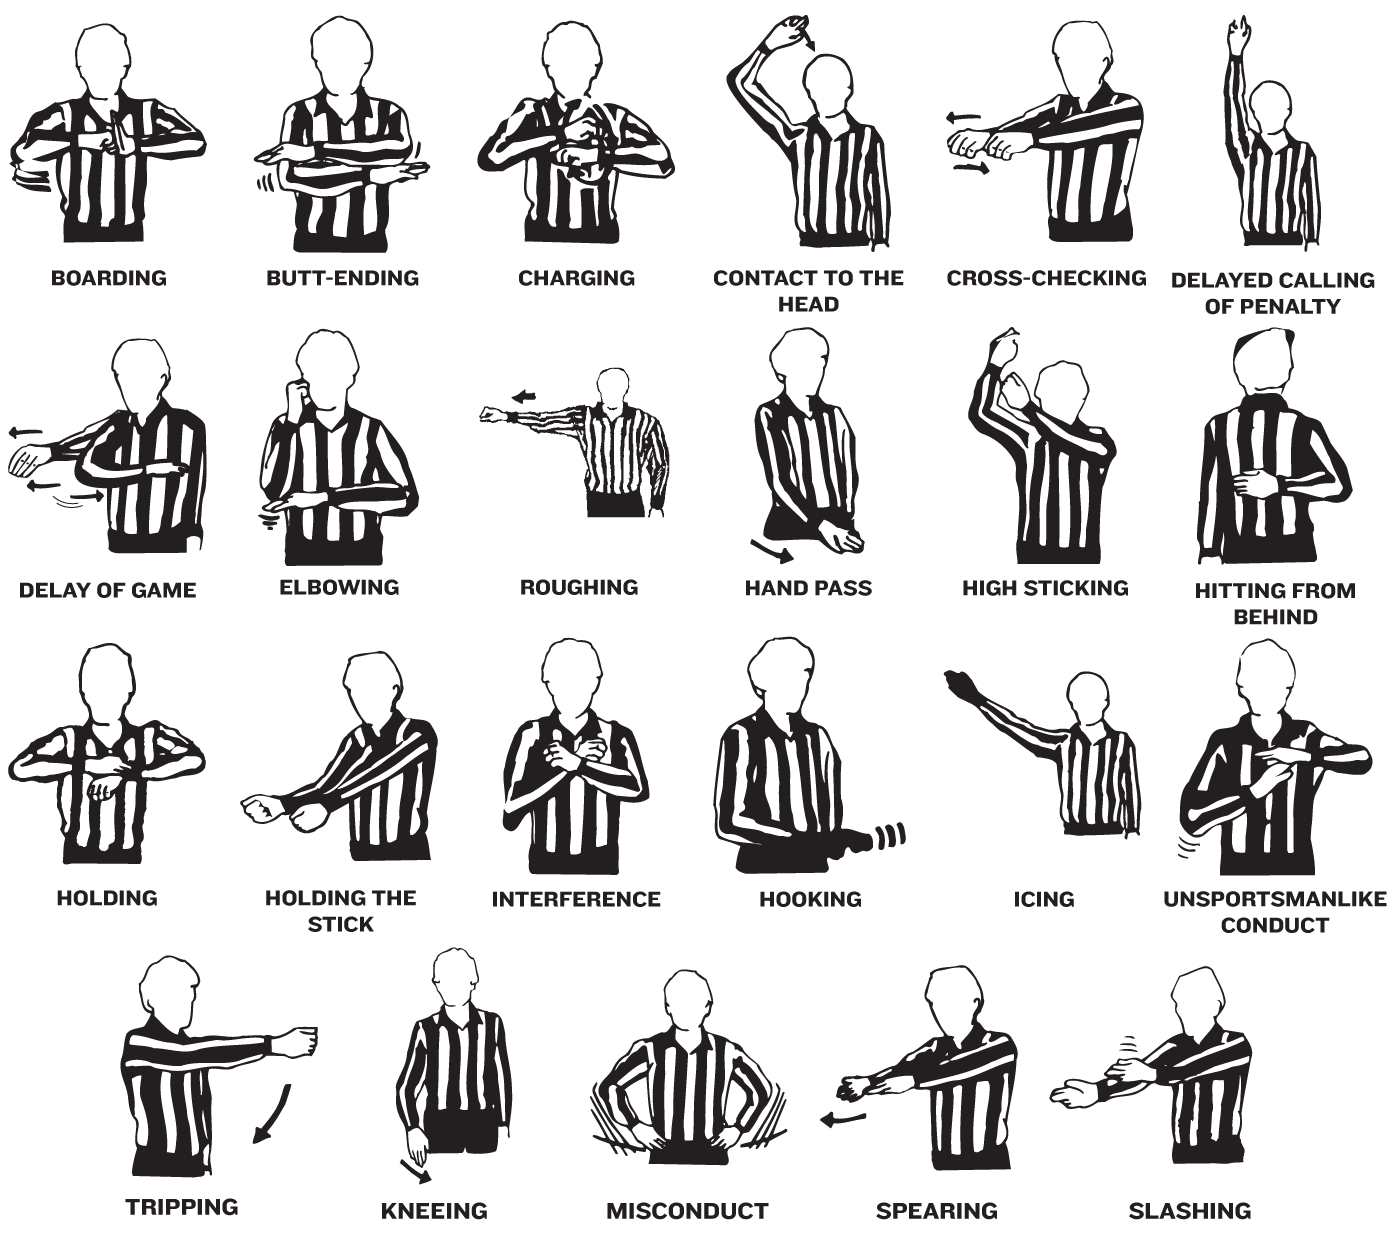 BOARDING
BUTT-ENDING
CHARGING
CONTACT TO THE
HEAD
CROSS-CHECKING
DELAYED CALLING
OF PENALTY
DELAY OF GAME
ELBOWING
ROUGHING
HAND PASS
HIGH STICKING
HITTING FROM
BEHIND
HOLDING
HOLDING THE
STICK
INTERFERENCE
HOOKING
ICING
UNSPORTSMANLIKE
CONDUCT
TRIPPING
KNEEING
MISCONDUCT
SPEARING
SLASHING